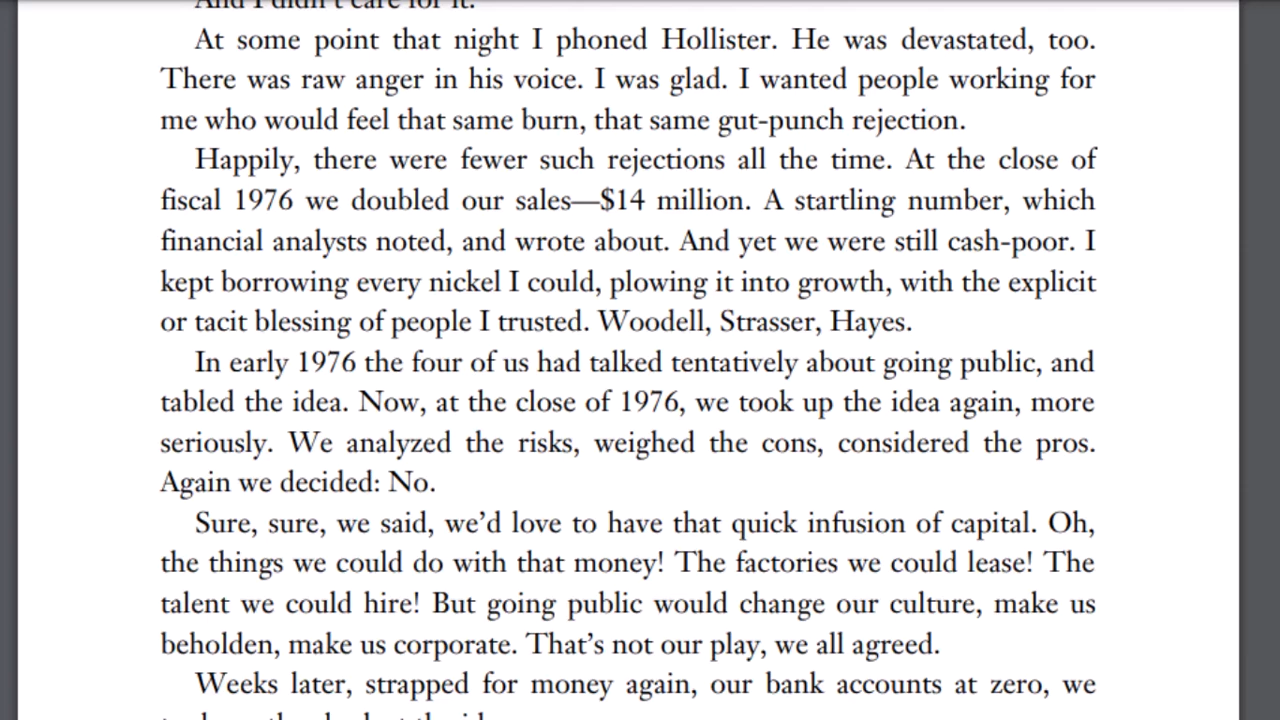 And I didn't care for it.
At some point that night I phoned Hollister. He was devastated, too.
There was raw anger in his voice. I was glad. I wanted people working for
me who would feel that same burn, that same gut-punch rejection.
Happily, there were fewer such rejections all the time. At the close of
fiscal 1976 we doubled our sales—$14 million. A startling number, which
financial analysts noted, and wrote about. And yet we were still cash-poor. I
kept borrowing every nickel I could, plowing it into growth, with the explicit
or tacit blessing of people I trusted. Woodell, Strasser, Hayes.
In early 1976 the four of us had talked tentatively about going public, and
tabled the idea. Now, at the close of 1976, we took up the idea again, more
seriously. We analyzed the risks, weighed the cons, considered the pros.
Again we decided: No.
Sure, sure, we said, we'd love to have that quick infusion of capital. Oh,
the things we could do with that money! The factories we could lease! The
talent we could hire! But going public would change our culture, make us
beholden, make us corporate. That's not our play, we all agreed.
Weeks later, strapped for money again, our bank accounts at zero, we